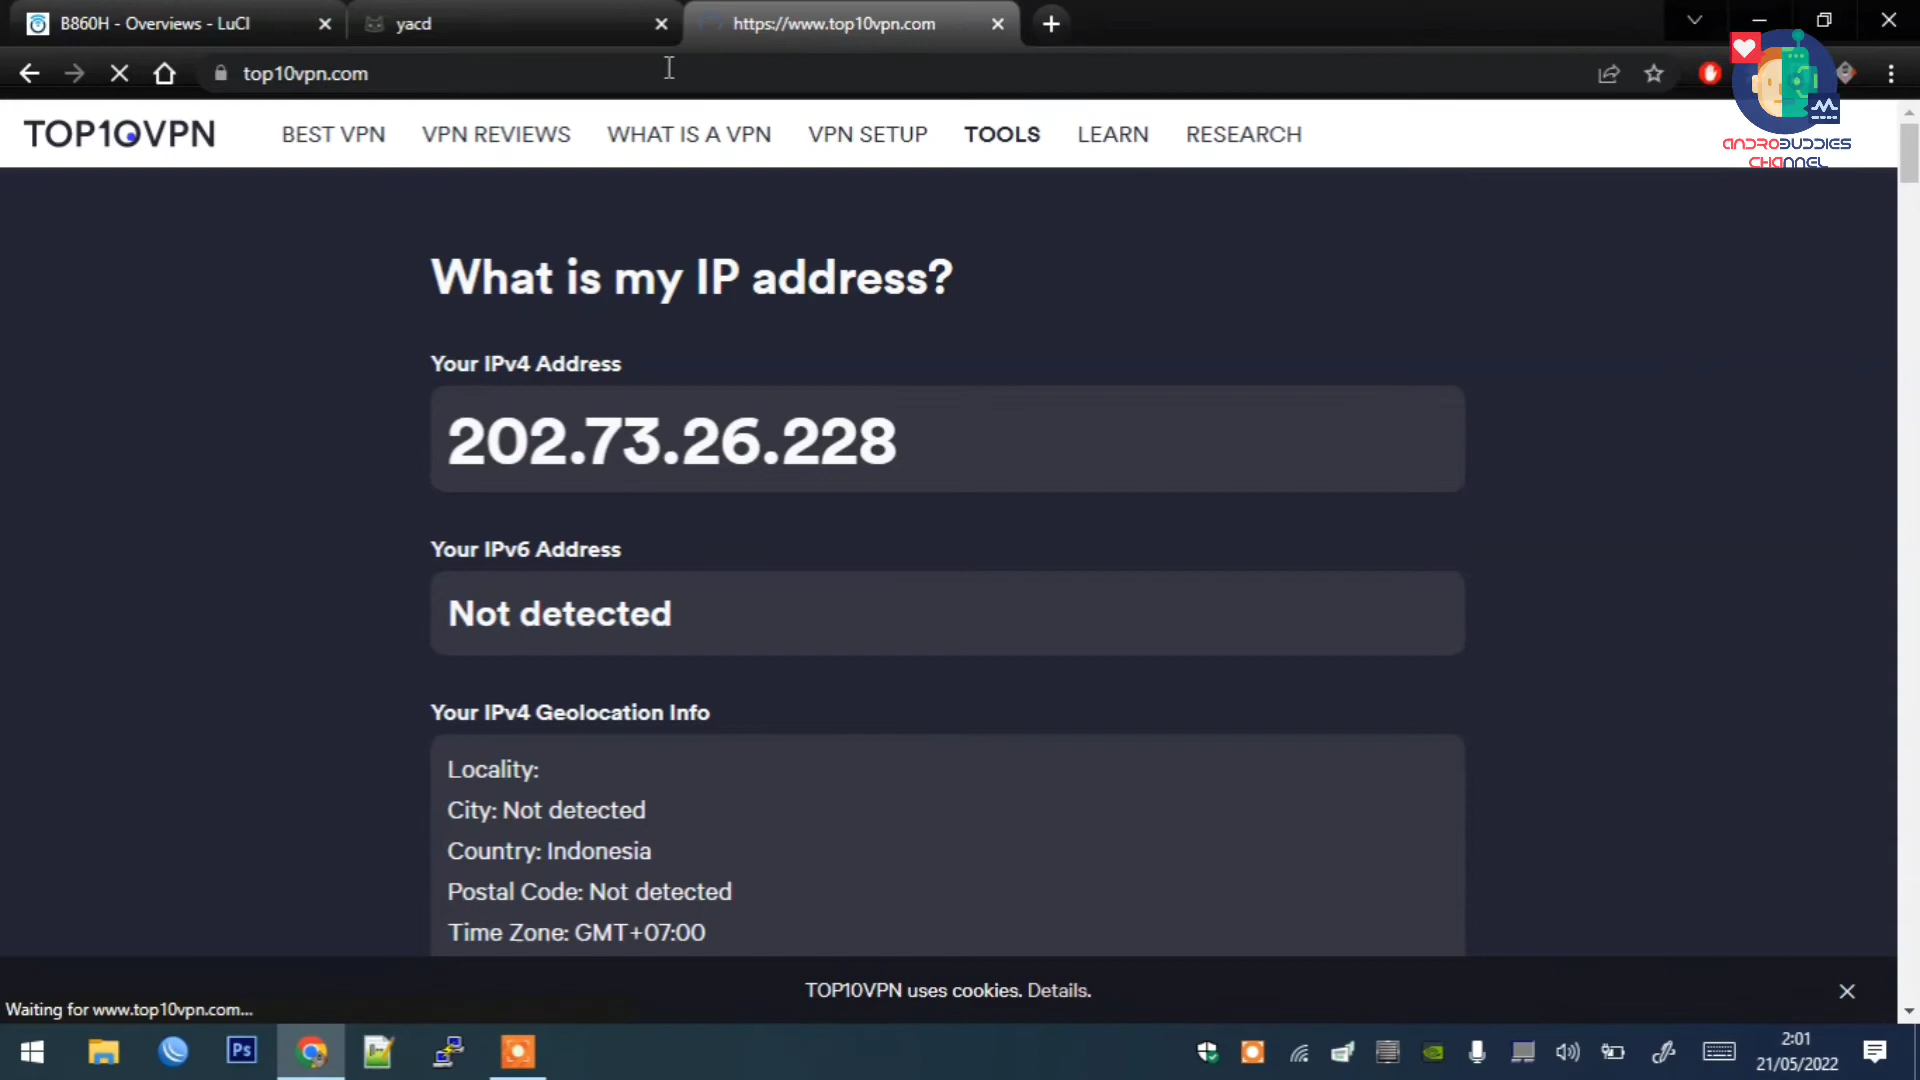 B860H - Overviews - LuCI
yacd
https://www.top10vpn.com
top10vpn.com
ANDROBUDDIES
CHANNEL
TOP10VPN
BEST VPN
VPN REVIEWS
WHAT IS A VPN
VPN SETUP
TOOLS
LEARN
RESEARCH
What is my IP address?
Your IPv4 Address
202.73.26.228
Your IPv6 Address
Not detected
Your IPv4 Geolocation Info
Locality:
City: Not detected
Country: Indonesia
Postal Code: Not detected
Time Zone: GMT+07:00
TOP10VPN uses cookies. Details.
Waiting for www.top10vpn.com...
Ps
2:01
21/05/2022